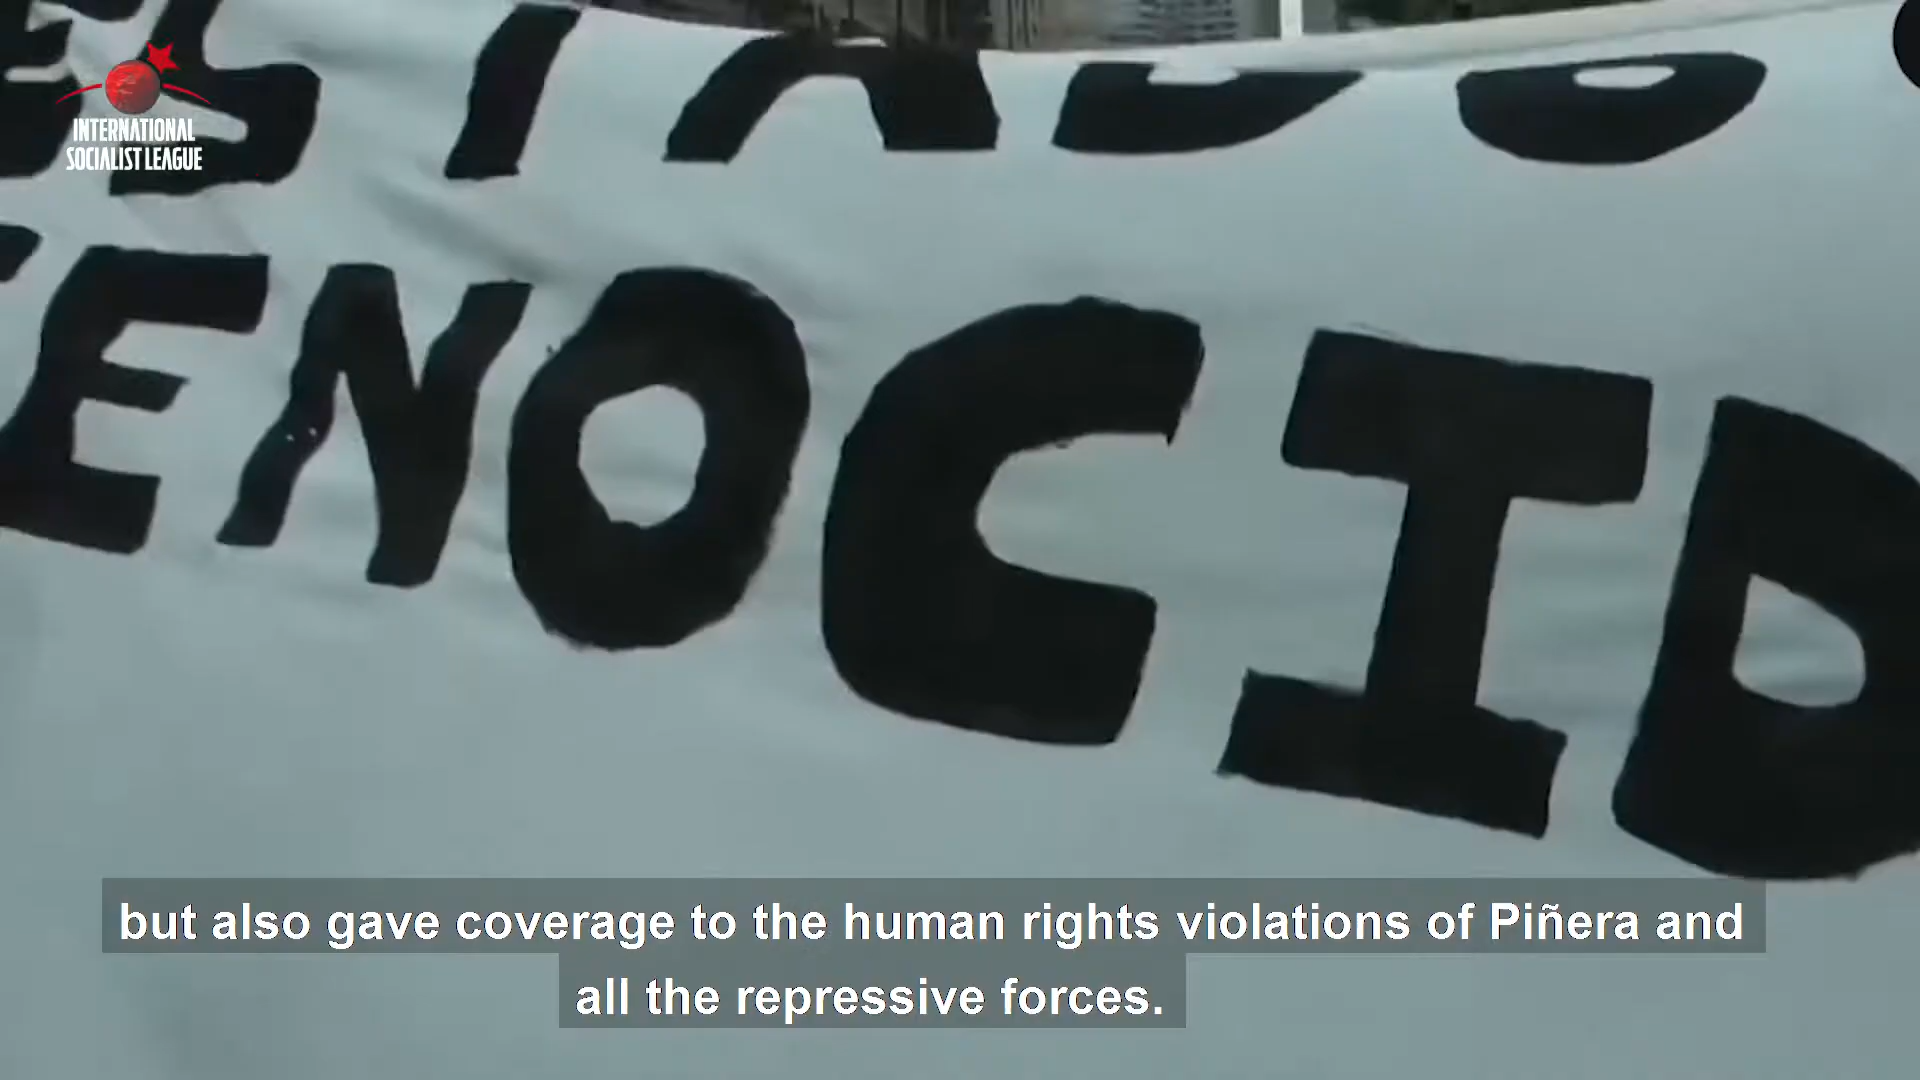 INTERNATIONAL
SOCIALIST LEAGUE
ESTADO
ENOCID
but also gave coverage to the human rights violations of Piñera and
all the repressive forces.